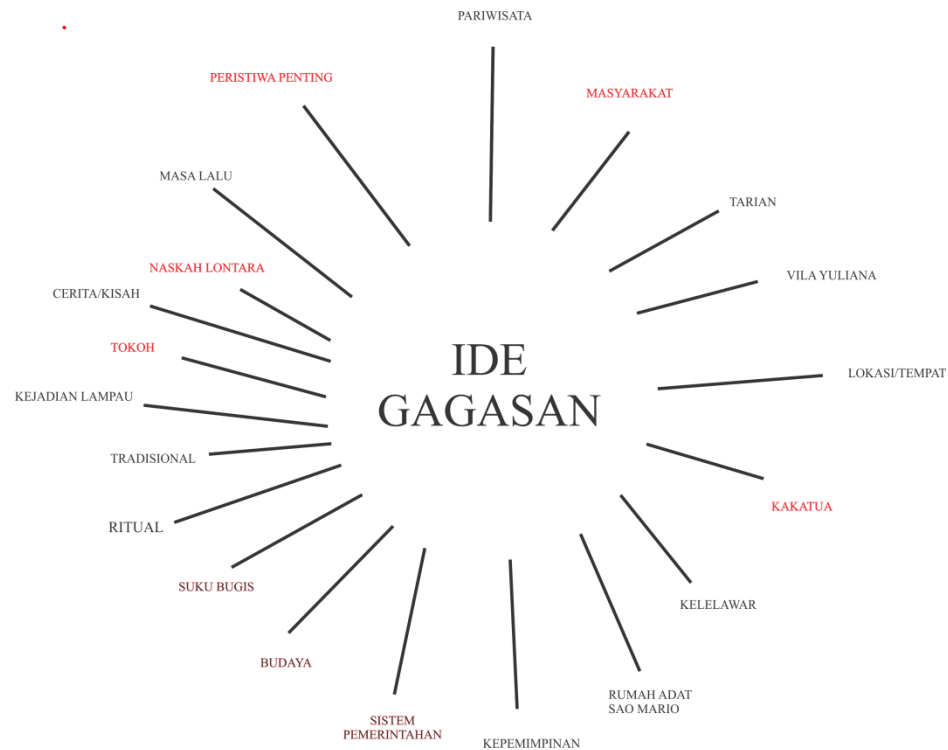 PARIWISATA
PERISTIWA PENTING
MASYARAKAT
MASA LALU
TARIAN
NASKAH LONTARA
VILA YULIANA
CERITA/KISAH
TOKOH
IDE
GAGASAN
LOKASI/TEMPAT
KEJADIAN LAMPAU
TRADISIONAL
RITUAL
KAKATUA
SUKU BUGIS
KELELAWAR
BUDAYA
RUMAH ADAT
SAO MARIO
SISTEM
PEMERINTAHAN
KEPEMIMPINAN